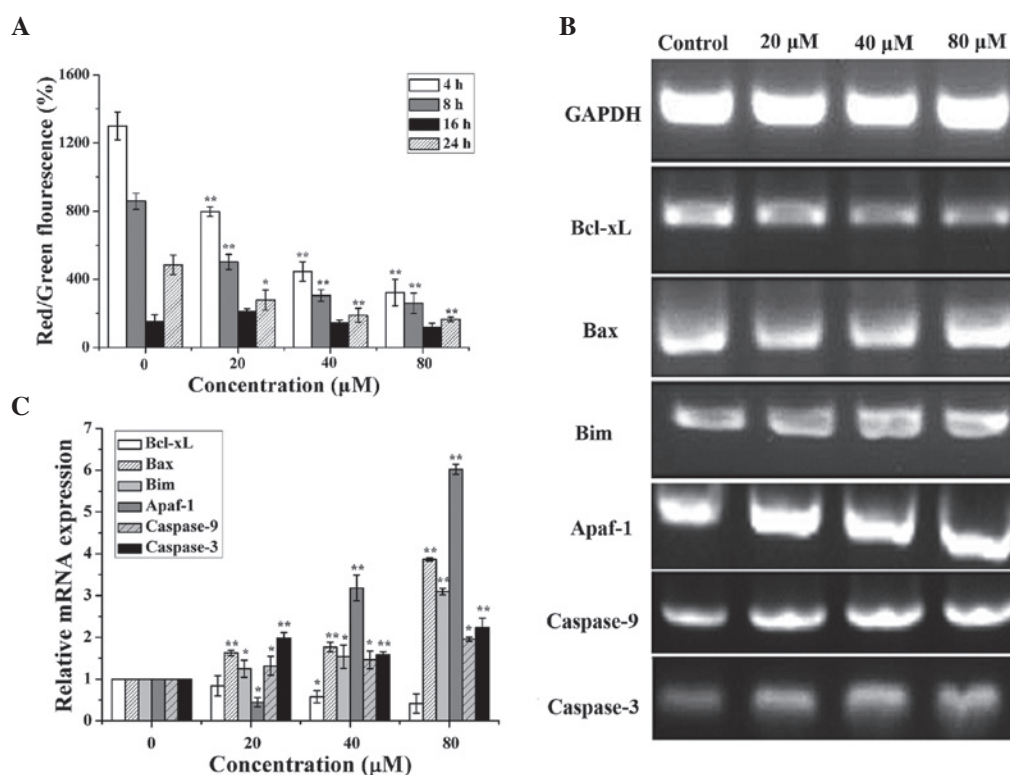 A
Red/Green flourescence (%)
1600
1200
800
400
0
4 h
8 h
16 h
24 h
**
**
*
**
**
**
**
**
**
0
20
40
80
Concentration (µM)
B
Control 20 µM 40 µM 80 µM
GAPDH
Bcl-xL
Bax
Bim
Apaf-1
Caspase-9
Caspase-3
C
Relative mRNA expression
7
6
5
4
3
2
1
0
Bcl-xL
Bax
Bim
Apaf-1
Caspase-9
Caspase-3
**
*
*
*
**
*
**
*
**
*
**
**
**
**
*
**
0
20
40
80
Concentration (µM)